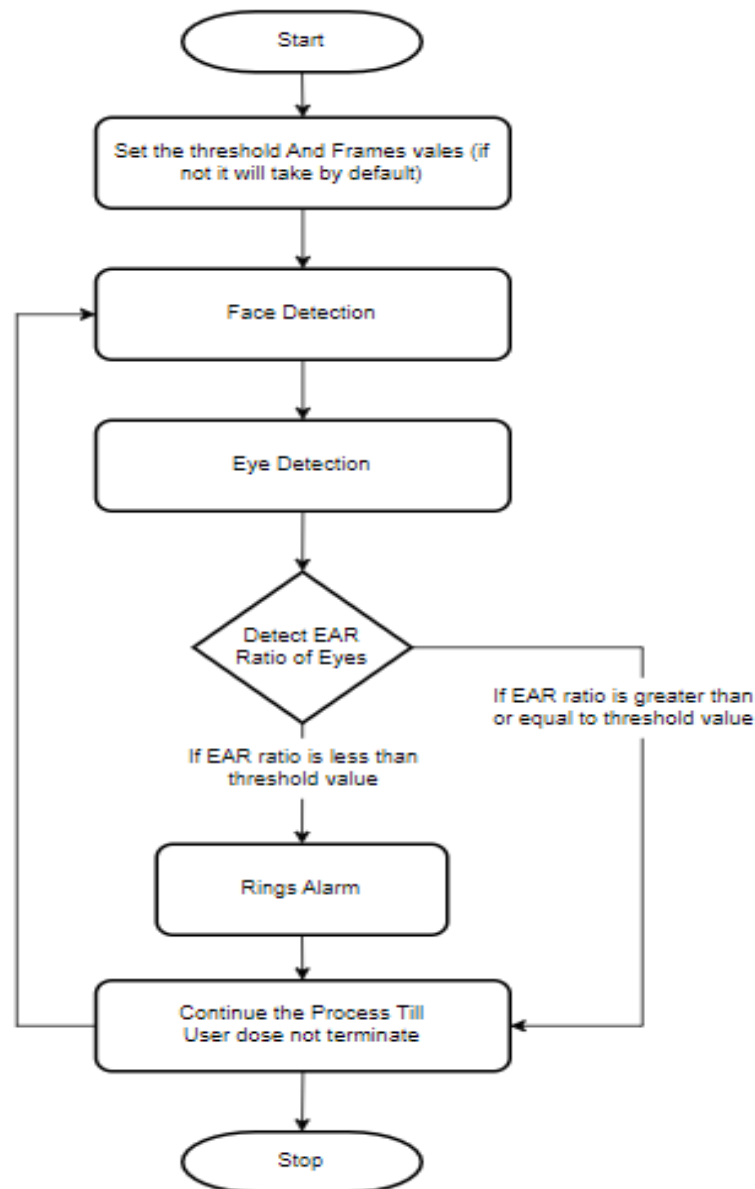 Start
Set the threshold And Frames vales (if
not it will take by default)
Face Detection
Eye Detection
Detect EAR
Ratio of Eyes
If EAR ratio is greater than
or equal to threshold value
If EAR ratio is less than
threshold value
Rings Alarm
Continue the Process Till
User dose not terminate
Stop